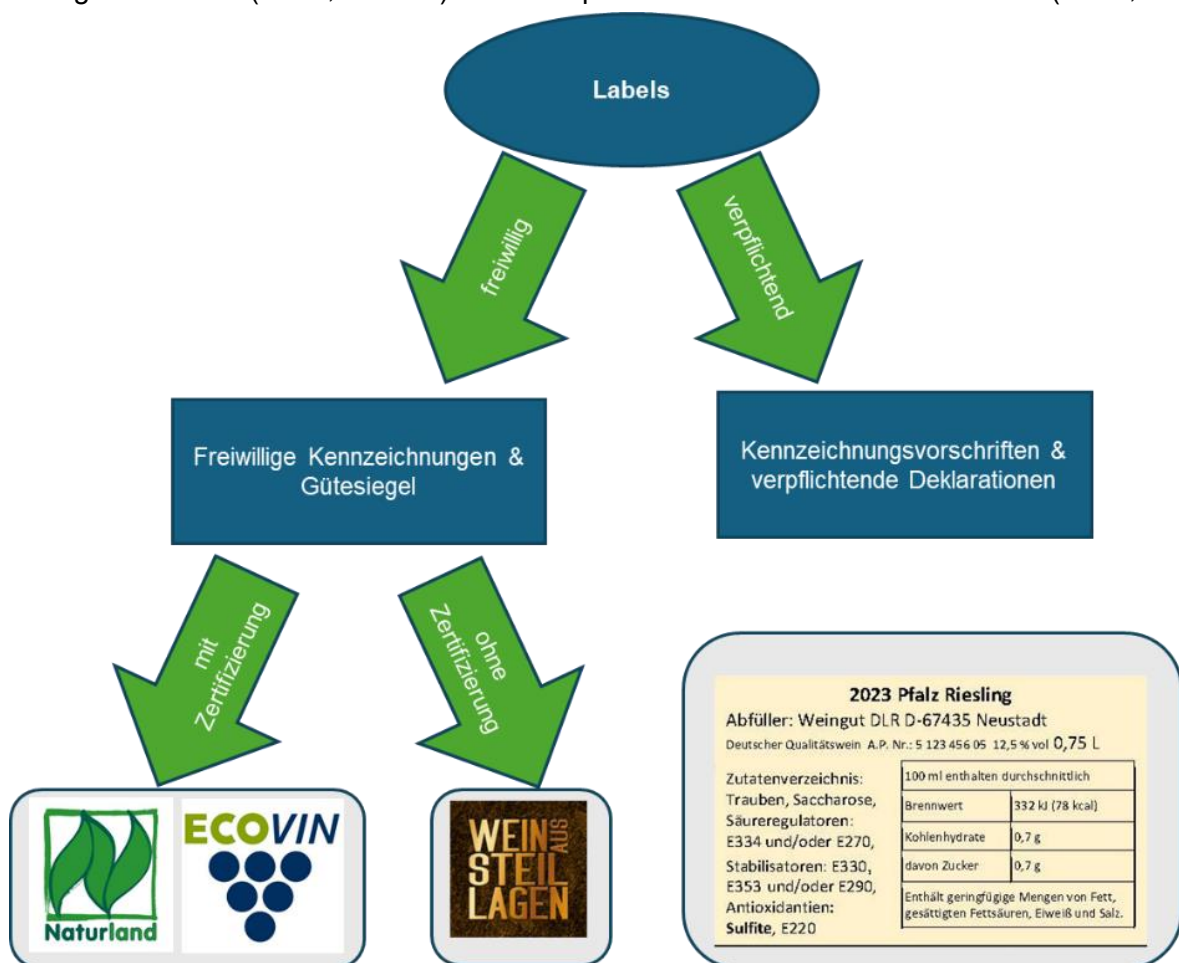 Labels
freiwillig
verpflichtend
Freiwillige Kennzeichnungen &
Gütesiegel
Kennzeichnungsvorschriften &
verpflichtende Deklarationen
mit
Zertifizierung
ohne
Zertifizierung
Naturland
ECOVIN
WEIN AUS
STEIL
LAGEN
2023 Pfalz Riesling
Abfüller: Weingut DLR D-67435 Neustadt
Deutscher Qualitätswein A.P. Nr.: 5 123 456 05 12,5 % vol 0,75 L
Zutatenverzeichnis:
Trauben, Saccharose,
Säureregulatoren:
E334 und/oder E270,
Stabilisatoren: E330,
E353 und/oder E290,
Antioxidantien:
Sulfite, E220
100 ml enthalten durchschnittlich
Brennwert 332 kJ (78 kcal)
Kohlenhydrate 0,7 g
davon Zucker 0,7 g
Enthält geringfügige Mengen von Fett,
gesättigten Fettsäuren, Eiweiß und Salz.